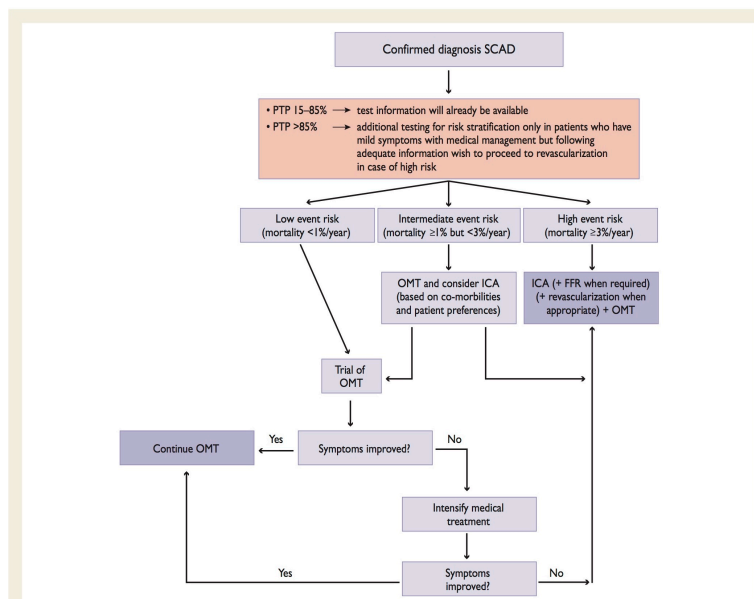 Confirmed diagnosis SCAD
• PTP 15–85% → test information will already be available
• PTP >85% → additional testing for risk stratification only in patients who have
mild symptoms with medical management but following
adequate information wish to proceed to revascularization
in case of high risk
Low event risk
(mortality <1%/year)
Intermediate event risk
(mortality ≥1% but <3%/year)
High event risk
(mortality ≥3%/year)
OMT and consider ICA
(based on co-morbilities
and patient preferences)
ICA (+ FFR when required)
(+ revascularization when
appropriate) + OMT
Trial of
OMT
Continue OMT
Yes
Symptoms improved?
No
Intensify medical
treatment
Yes
Symptoms
improved?
No